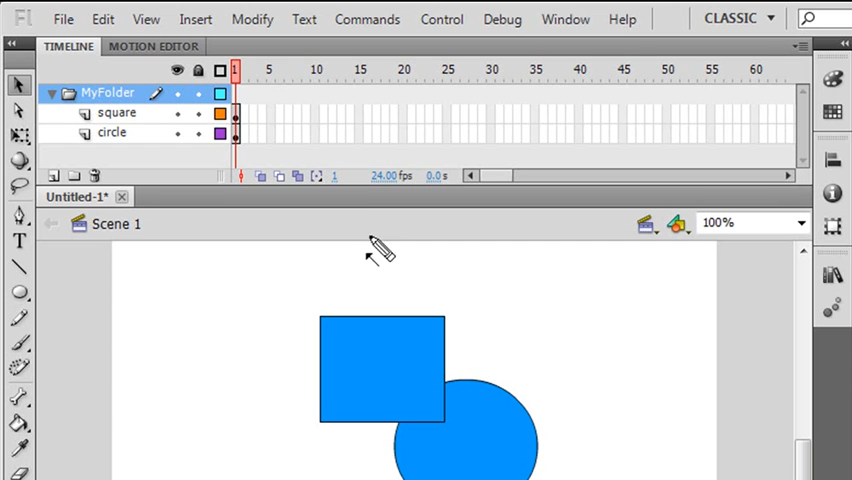 Fl File Edit View Insert Modify Text Commands Control Debug Window Help CLASSIC
TIMELINE MOTION EDITOR
1 5 10 15 20 25 30 35 40 45 50 55 60
MyFolder
square
circle
1 24.00 fps 0.0 s
Untitled-1*
Scene 1 100%
T